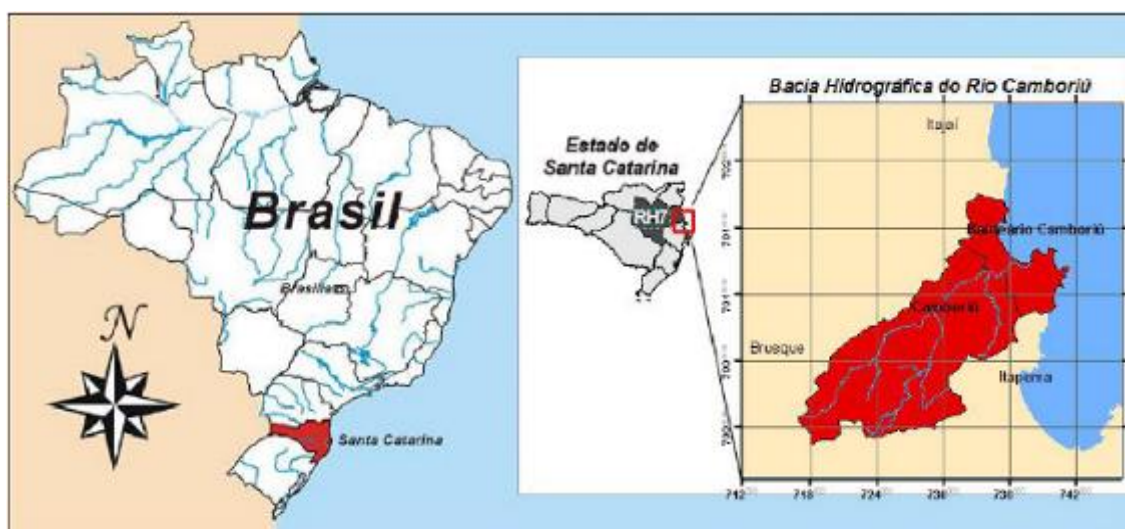 Brasil
Brasília
N
Santa Catarina
Estado de
Santa Catarina
RH7
Bacia Hidrográfica do Rio Camboriú
Itajaí
Balneário Camboriú
Camboriú
Brusque
Itapema
712
718
724
736
742